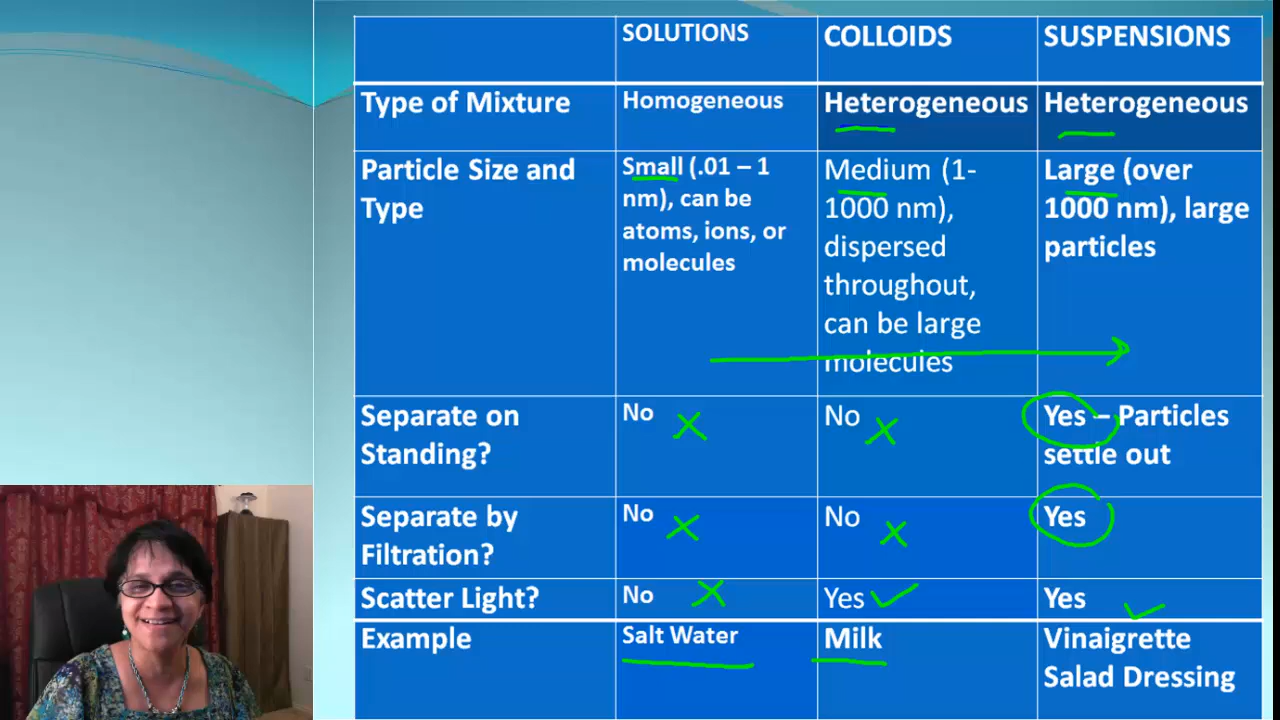 SOLUTIONS COLLOIDS SUSPENSIONS
Type of Mixture Homogeneous Heterogeneous Heterogeneous
Particle Size and Type
Small (.01 – 1
nm), can be
atoms, ions, or
molecules
Medium (1-
1000 nm),
dispersed
throughout,
can be large
molecules
Large (over
1000 nm), large
particles
Separate on
Standing?
No
No
Yes – Particles
settle out
Separate by
Filtration?
No
No
Yes
Scatter Light? No Yes Yes
Example Salt Water Milk Vinaigrette
Salad Dressing